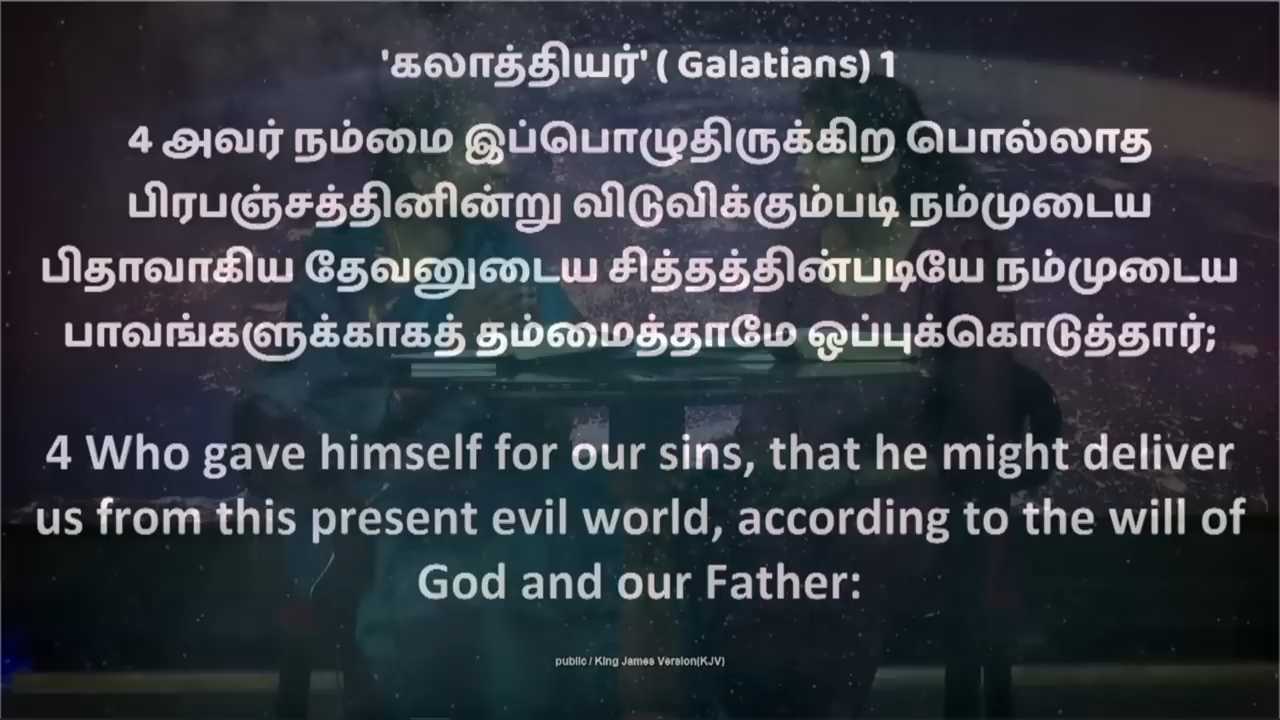 'கலாத்தியர்' ( Galatians) 1
4 அவர் நம்மை இப்பொழுதிருக்கிற பொல்லாத
பிரபஞ்சத்தினின்று விடுவிக்கும்படி நம்முடைய
பிதாவாகிய தேவனுடைய சித்தத்தின்படியே நம்முடைய
பாவங்களுக்காகத் தம்மைத்தாமே ஒப்புக்கொடுத்தார்;
4 Who gave himself for our sins, that he might deliver
us from this present evil world, according to the will of
God and our Father:
public / King James Version(KJV)